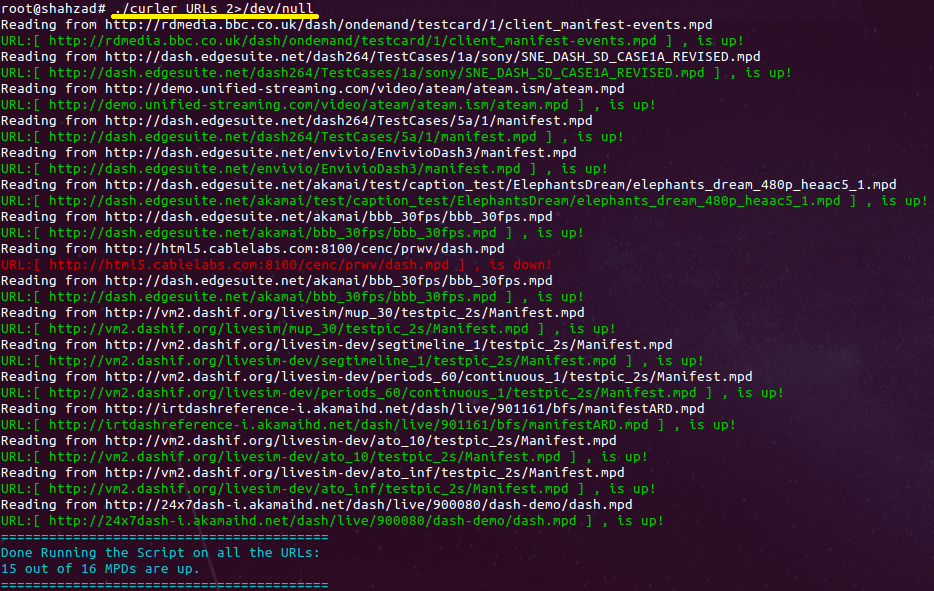 root@shahzad# ./curler URLs 2>/dev/null
Reading from http://rdmedia.bbc.co.uk/dash/ondemand/testcard/1/client_manifest-events.mpd
URL:[ http://rdmedia.bbc.co.uk/dash/ondemand/testcard/1/client_manifest-events.mpd ] , is up!
Reading from http://dash.edgesuite.net/dash264/TestCases/1a/sony/SNE_DASH_SD_CASE1A_REVISED.mpd
URL:[ http://dash.edgesuite.net/dash264/TestCases/1a/sony/SNE_DASH_SD_CASE1A_REVISED.mpd ] , is up!
Reading from http://demo.unified-streaming.com/video/ateam/ateam.ism/ateam.mpd
URL:[ http://demo.unified-streaming.com/video/ateam/ateam.ism/ateam.mpd ] , is up!
Reading from http://dash.edgesuite.net/dash264/TestCases/5a/1/manifest.mpd
URL:[ http://dash.edgesuite.net/dash264/TestCases/5a/1/manifest.mpd ] , is up!
Reading from http://dash.edgesuite.net/envivio/EnvivioDash3/manifest.mpd
URL:[ http://dash.edgesuite.net/envivio/EnvivioDash3/manifest.mpd ] , is up!
Reading from http://dash.edgesuite.net/akamai/test/caption_test/ElephantsDream/elephants_dream_480p_heaac5_1.mpd
URL:[ http://dash.edgesuite.net/akamai/test/caption_test/ElephantsDream/elephants_dream_480p_heaac5_1.mpd ] , is up!
Reading from http://dash.edgesuite.net/akamai/bbb_30fps/bbb_30fps.mpd
URL:[ http://dash.edgesuite.net/akamai/bbb_30fps/bbb_30fps.mpd ] , is up!
Reading from http://html5.cablelabs.com:8100/cenc/prwv/dash.mpd
URL:[ http://html5.cablelabs.com:8100/cenc/prwv/dash.mpd ] , is down!
Reading from http://dash.edgesuite.net/akamai/bbb_30fps/bbb_30fps.mpd
URL:[ http://dash.edgesuite.net/akamai/bbb_30fps/bbb_30fps.mpd ] , is up!
Reading from http://vm2.dashif.org/livesim/mup_30/testpic_2s/Manifest.mpd
URL:[ http://vm2.dashif.org/livesim/mup_30/testpic_2s/Manifest.mpd ] , is up!
Reading from http://vm2.dashif.org/livesim-dev/segtimeline_1/testpic_2s/Manifest.mpd
URL:[ http://vm2.dashif.org/livesim-dev/segtimeline_1/testpic_2s/Manifest.mpd ] , is up!
Reading from http://vm2.dashif.org/livesim-dev/periods_60/continuous_1/testpic_2s/Manifest.mpd
URL:[ http://vm2.dashif.org/livesim-dev/periods_60/continuous_1/testpic_2s/Manifest.mpd ] , is up!
Reading from http://irtdashreference-i.akamaihd.net/dash/live/901161/bfs/manifestARD.mpd
URL:[ http://irtdashreference-i.akamaihd.net/dash/live/901161/bfs/manifestARD.mpd ] , is up!
Reading from http://vm2.dashif.org/livesim-dev/ato_10/testpic_2s/Manifest.mpd
URL:[ http://vm2.dashif.org/livesim-dev/ato_10/testpic_2s/Manifest.mpd ] , is up!
Reading from http://vm2.dashif.org/livesim-dev/ato_inf/testpic_2s/Manifest.mpd
URL:[ http://vm2.dashif.org/livesim-dev/ato_inf/testpic_2s/Manifest.mpd ] , is up!
Reading from http://24x7dash-i.akamaihd.net/dash/live/900080/dash-demo/dash.mpd
URL:[ http://24x7dash-i.akamaihd.net/dash/live/900080/dash-demo/dash.mpd ] , is up!
=========================================
Done Running the Script on all the URLs:
15 out of 16 MPDs are up.
=========================================